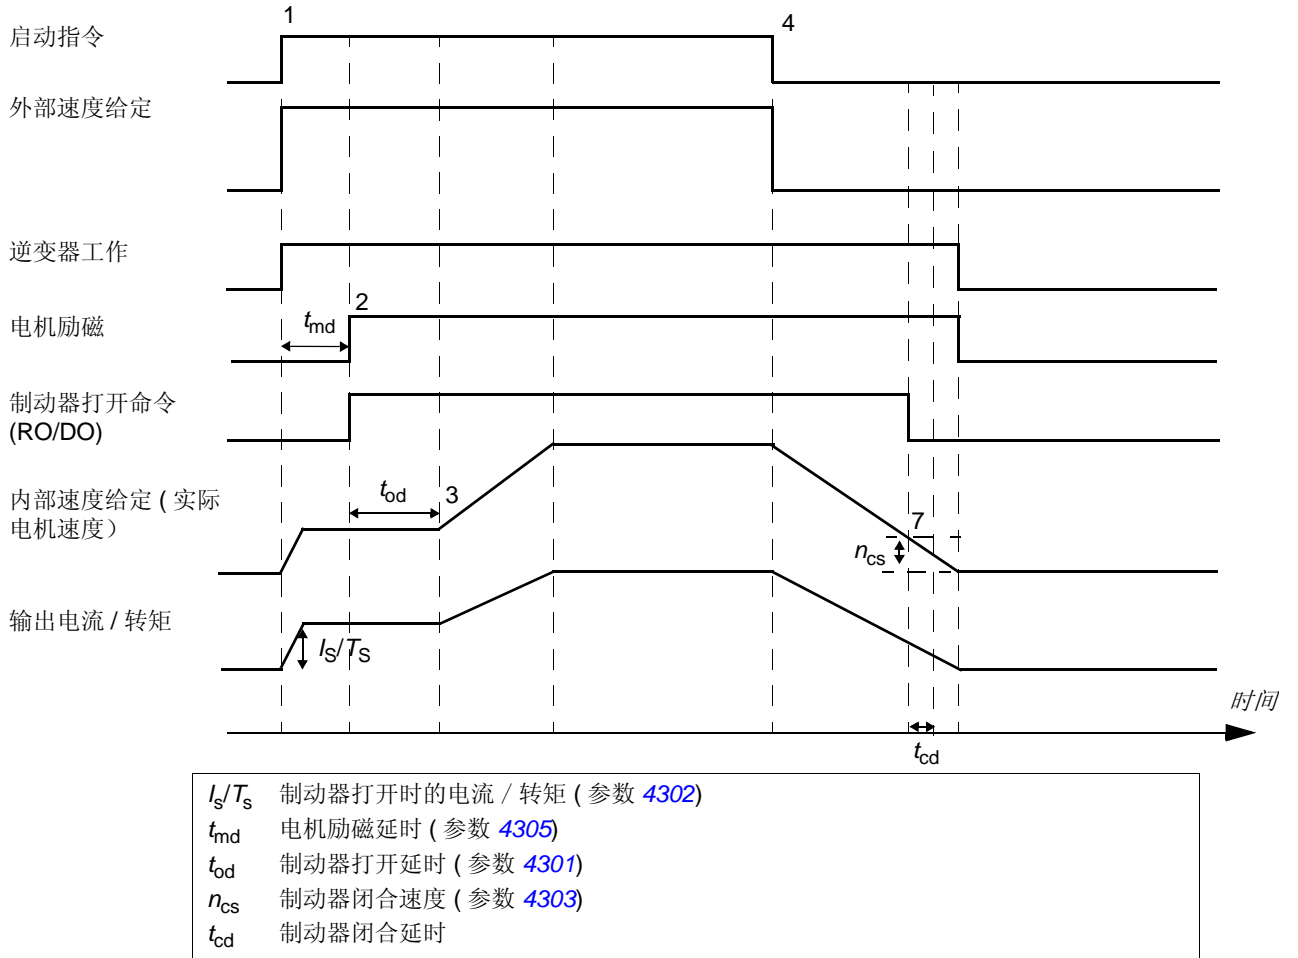 1
4
启动指令
外部速度给定
逆变器工作
2
tmd
电机励磁
制动器打开命令
(RO/DO)
tod
3
内部速度给定 ( 实际
电机速度）
7
ncs
输出电流 / 转矩
IS/TS
时间
tcd
Is/Ts 制动器打开时的电流 / 转矩 ( 参数 4302)
tmd 电机励磁延时 ( 参数 4305)
tod 制动器打开延时 ( 参数 4301)
ncs 制动器闭合速度 ( 参数 4303)
tcd 制动器闭合延时